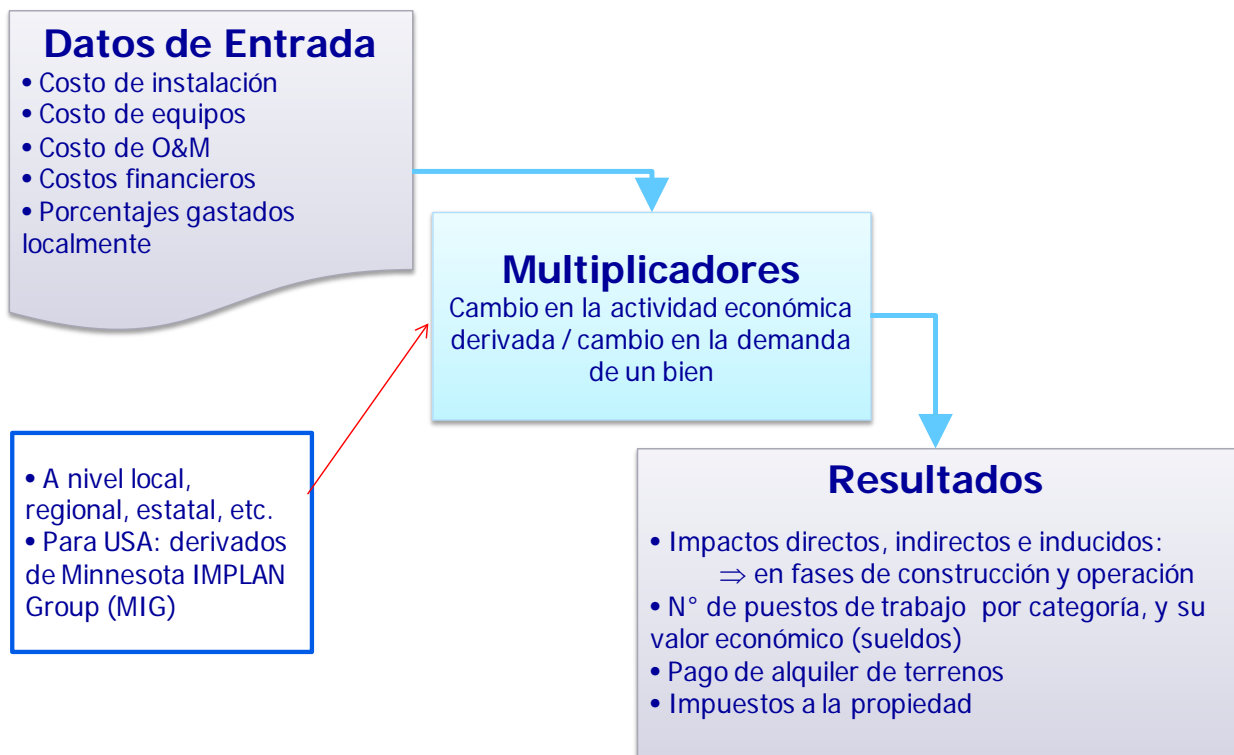 Datos de Entrada
• Costo de instalación
• Costo de equipos
• Costo de O&M
• Costos financieros
• Porcentajes gastados
localmente
Multiplicadores
Cambio en la actividad económica
derivada / cambio en la demanda
de un bien
• A nivel local,
regional, estatal, etc.
• Para USA: derivados
de Minnesota IMPLAN
Group (MIG)
Resultados
• Impactos directos, indirectos e inducidos:
⇒ en fases de construcción y operación
• N° de puestos de trabajo por categoría, y su
valor económico (sueldos)
• Pago de alquiler de terrenos
• Impuestos a la propiedad